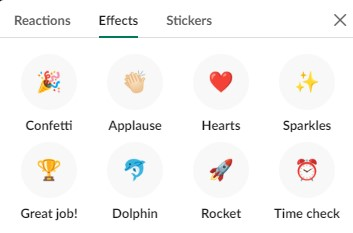 Reactions Effects Stickers
Confetti Applause Hearts Sparkles
Great job! Dolphin Rocket Time check